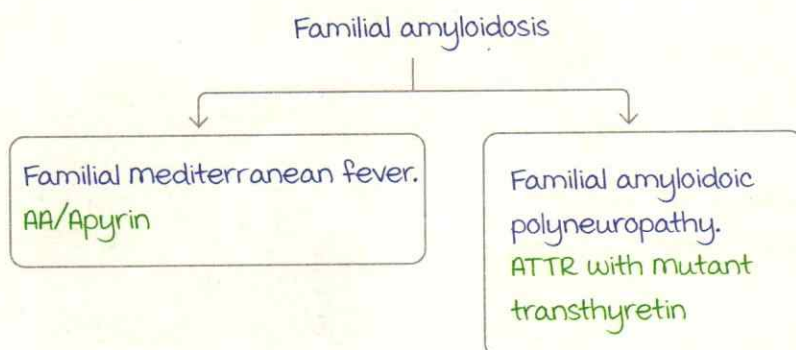 Familial amyloidosis
Familial mediterranean fever.
AA/Apyrin
Familial amyloidoic
polyneuropathy.
ATTR with mutant
transthyretin